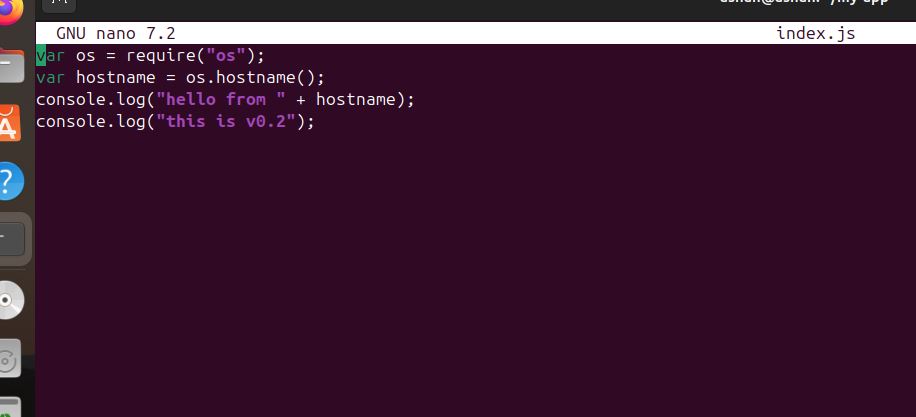 GNU nano 7.2 index.js
var os = require("os");
var hostname = os.hostname();
console.log("hello from " + hostname);
console.log("this is v0.2");